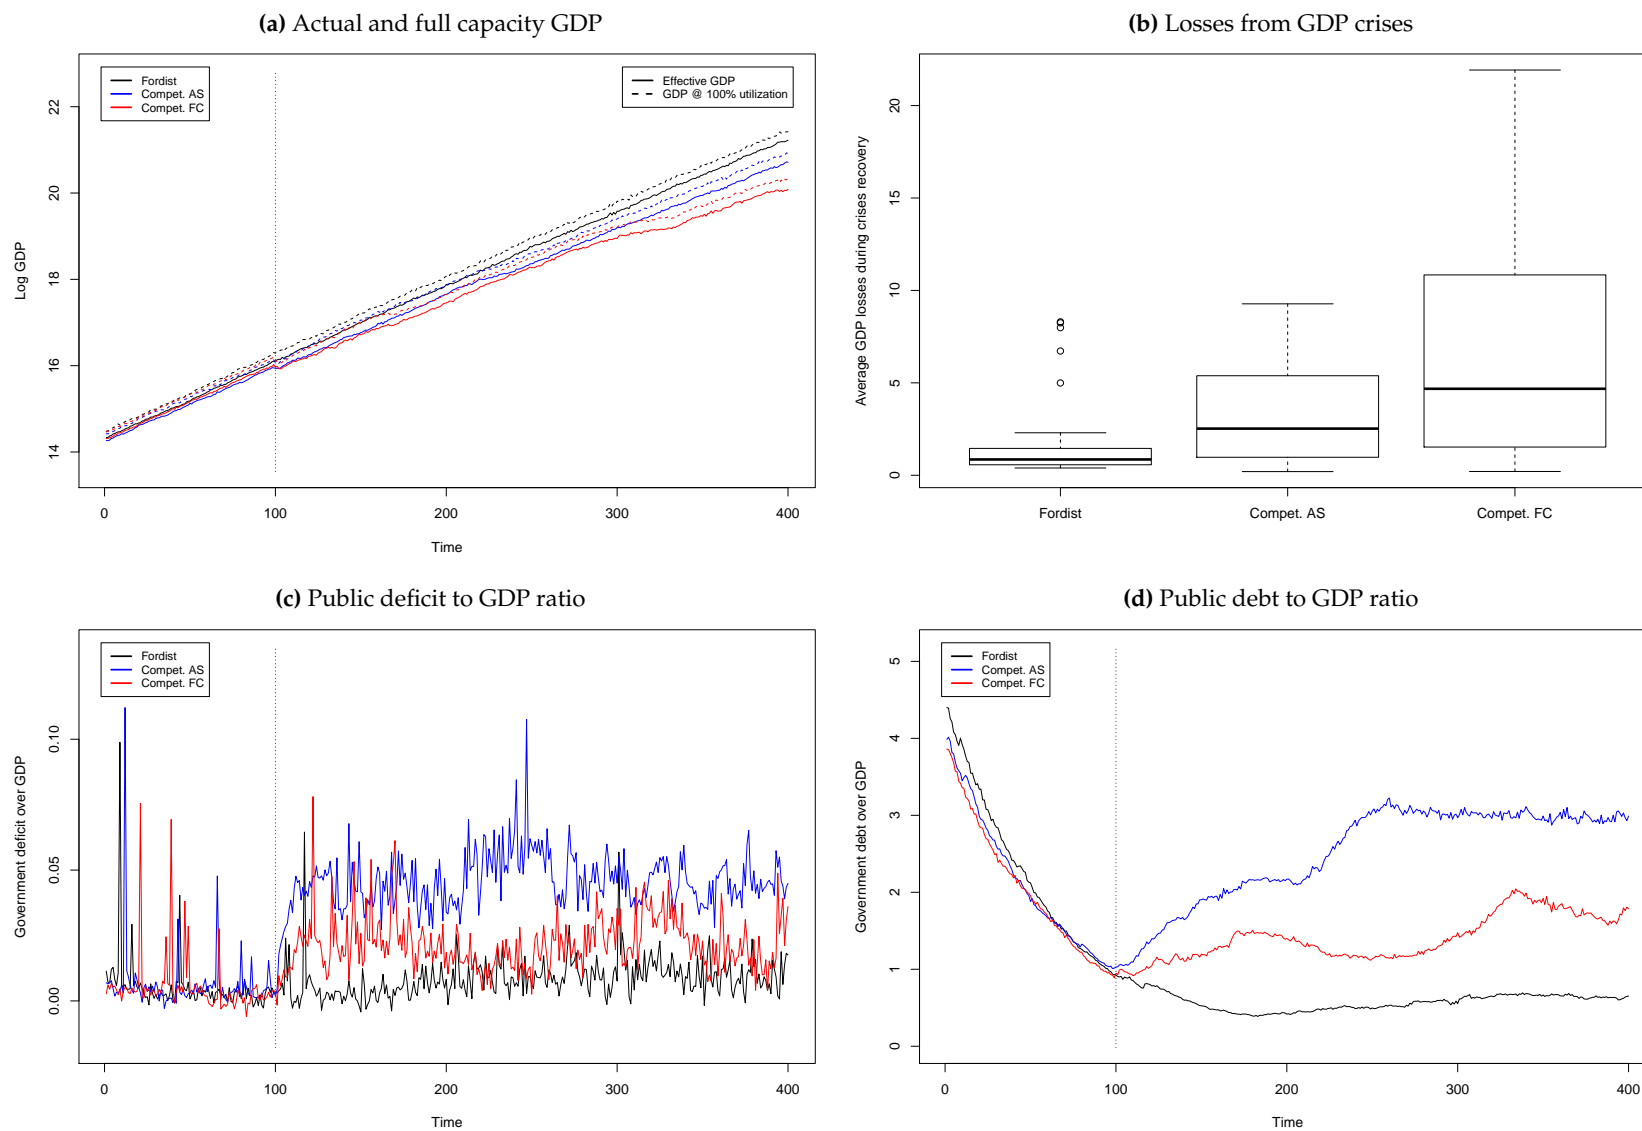 (a) Actual and full capacity GDP
Fordist
Compet. AS
Compet. FC
Effective GDP
GDP @ 100% utilization
Log GDP
22
20
18
16
14
0 100 200 300 400
Time
(b) Losses from GDP crises
Average GDP losses during crises recovery
20
15
10
5
0
Fordist Compet. AS Compet. FC
(c) Public deficit to GDP ratio
Fordist
Compet. AS
Compet. FC
Government deficit over GDP
0.10
0.05
0.00
0 100 200 300 400
Time
(d) Public debt to GDP ratio
Fordist
Compet. AS
Compet. FC
Government debt over GDP
5
4
3
2
1
0
0 100 200 300 400
Time